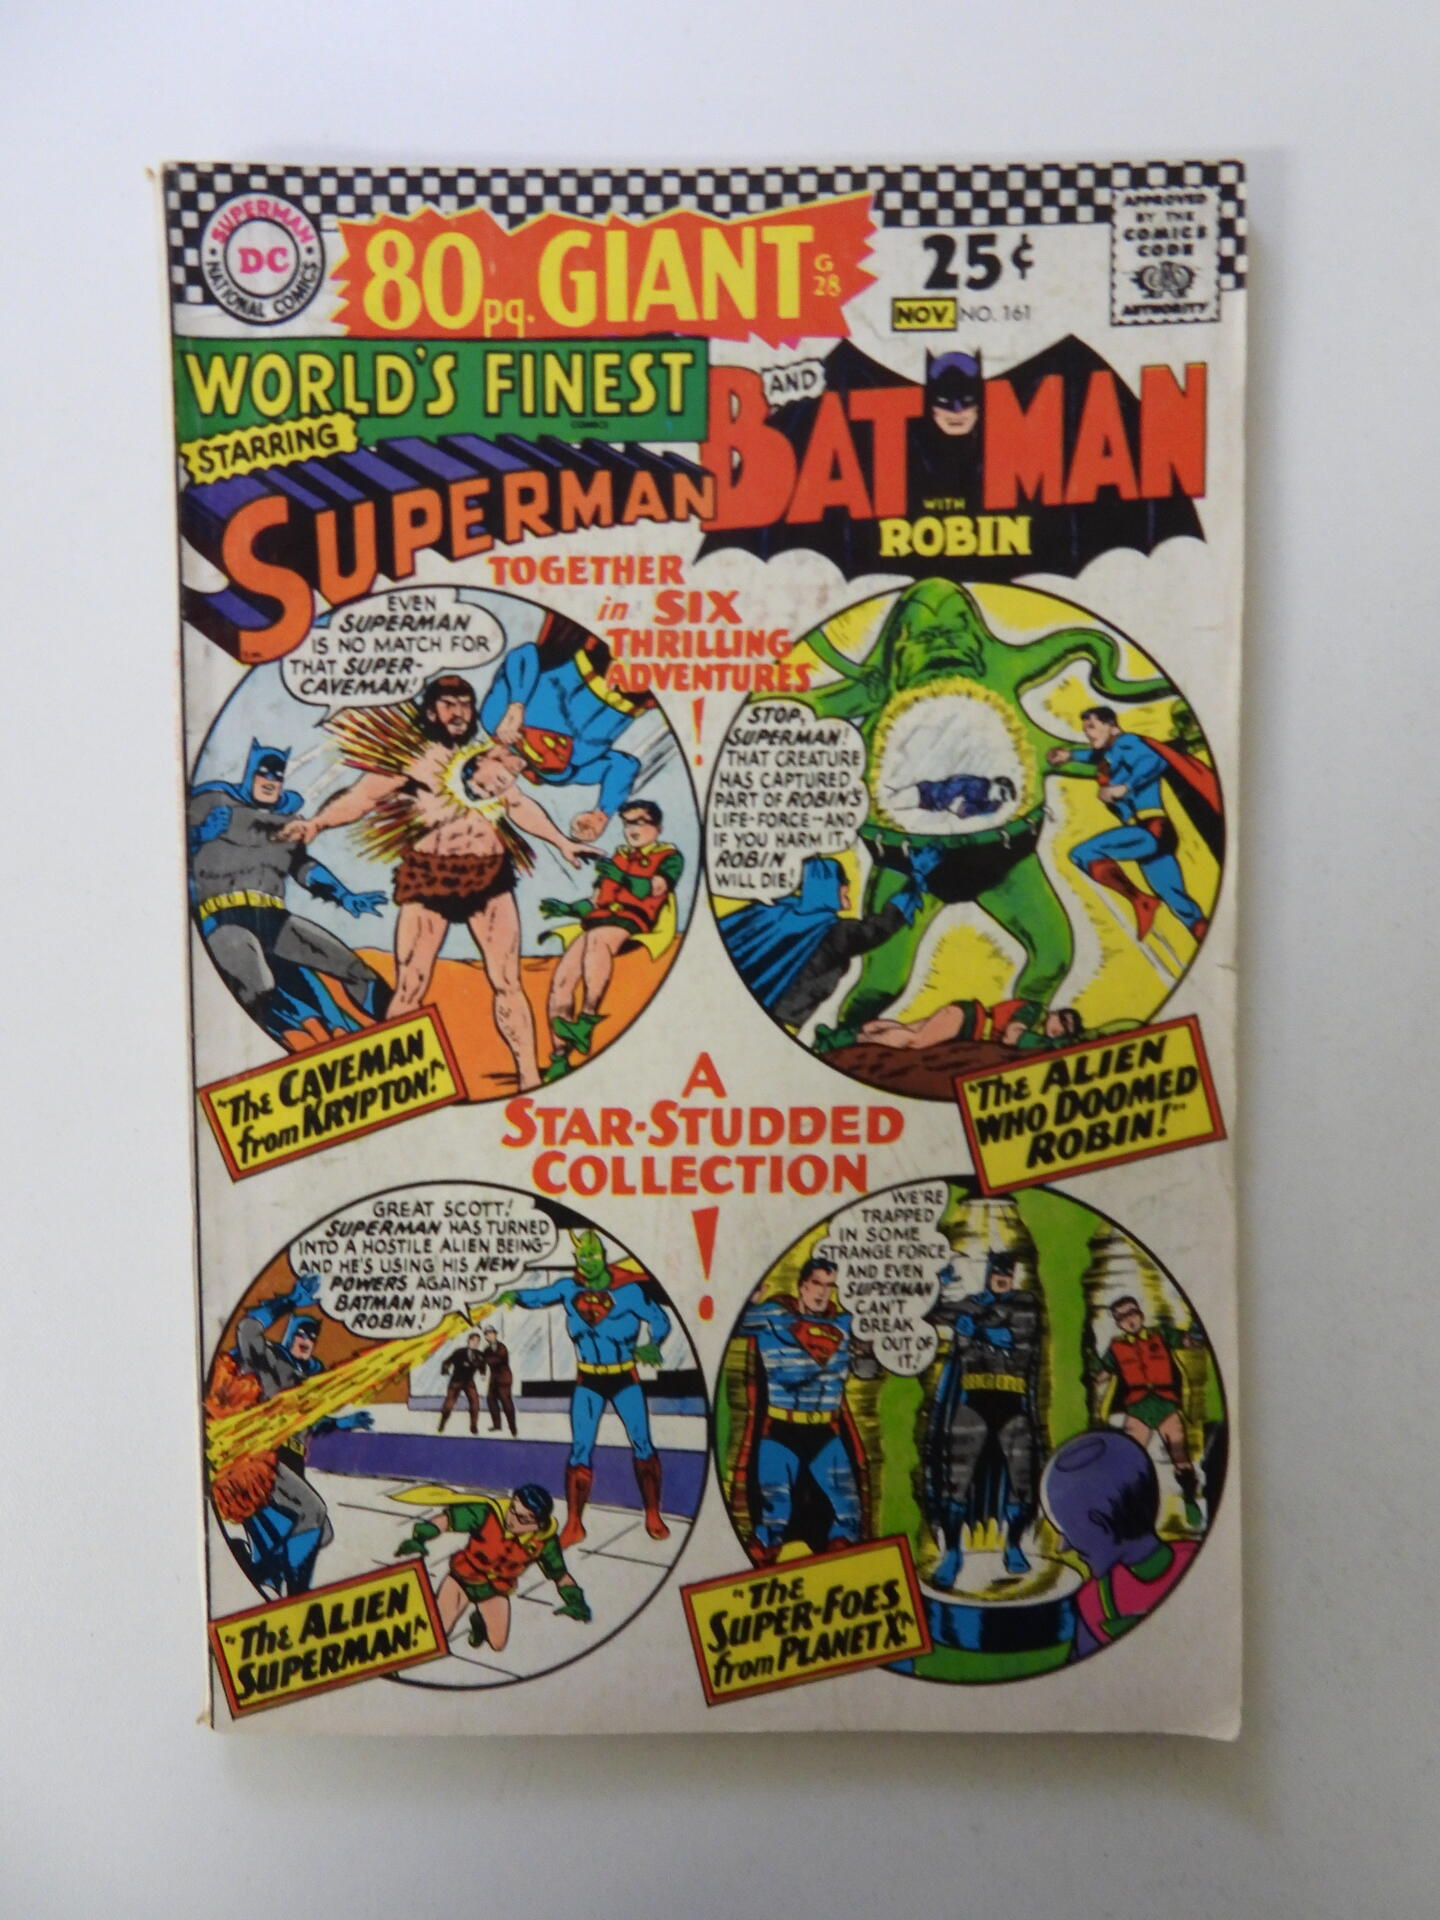 SUPERMAN
DC
NATIONAL COMICS
80 pg. GIANT
G
28
25¢
NOV. NO. 161
APPROVED
BY THE
COMICS
CODE
AUTHORITY
WORLD'S FINEST
COMICS
STARRING
SUPERMAN
AND
BATMAN
WITH
ROBIN
TOGETHER
in SIX
THRILLING
ADVENTURES
!
EVEN
SUPERMAN
IS NO MATCH FOR
THAT SUPER-
CAVEMAN!
STOP,
SUPERMAN!
THAT CREATURE
HAS CAPTURED
PART OF ROBIN'S
LIFE-FORCE--AND
IF YOU HARM IT,
ROBIN
WILL DIE!
"The CAVEMAN
from KRYPTON!"
"The ALIEN
WHO DOOMED
ROBIN!"
A
STAR-STUDDED
COLLECTION
!
GREAT SCOTT!
SUPERMAN HAS TURNED
INTO A HOSTILE ALIEN BEING--
AND HE'S USING HIS NEW
POWERS AGAINST
BATMAN AND
ROBIN!
WE'RE
TRAPPED
IN SOME
STRANGE FORCE
AND EVEN
SUPERMAN
CAN'T
BREAK
OUT OF
IT!
"The ALIEN
SUPERMAN!"
"The
SUPER-FOES
from PLANET X!"